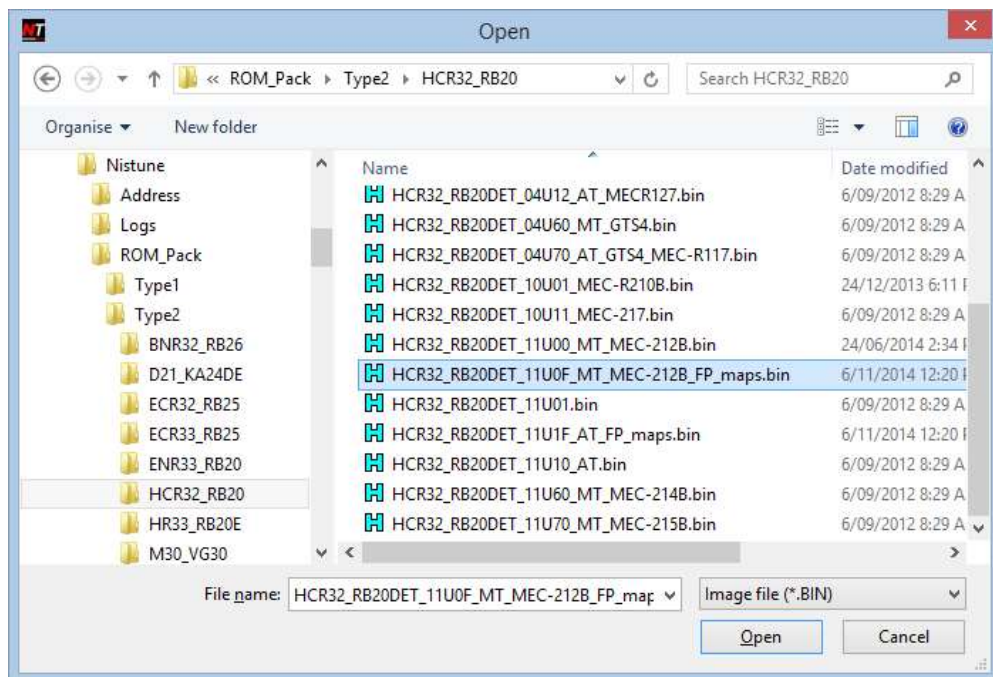 NT
Open
« ROM_Pack Type2 HCR32_RB20
Search HCR32_RB20
Organise New folder
Nistune
Address
Logs
ROM_Pack
Type1
Type2
BNR32_RB26
D21_KA24DE
ECR32_RB25
ECR33_RB25
ENR33_RB20
HCR32_RB20
HR33_RB20E
M30_VG30
Name Date modified
HCR32_RB20DET_04U12_AT_MECR127.bin 6/09/2012 8:29 A
HCR32_RB20DET_04U60_MT_GTS4.bin 6/09/2012 8:29 A
HCR32_RB20DET_04U70_AT_GTS4_MEC-R117.bin 6/09/2012 8:29 A
HCR32_RB20DET_10U01_MEC-R210B.bin 24/12/2013 6:11 P
HCR32_RB20DET_10U11_MEC-217.bin 6/09/2012 8:29 A
HCR32_RB20DET_11U00_MT_MEC-212B.bin 24/06/2014 2:34 P
HCR32_RB20DET_11U0F_MT_MEC-212B_FP_maps.bin 6/11/2014 12:20 P
HCR32_RB20DET_11U01.bin 6/09/2012 8:29 A
HCR32_RB20DET_11U1F_AT_FP_maps.bin 6/11/2014 12:20 P
HCR32_RB20DET_11U10_AT.bin 6/09/2012 8:29 A
HCR32_RB20DET_11U60_MT_MEC-214B.bin 6/09/2012 8:29 A
HCR32_RB20DET_11U70_MT_MEC-215B.bin 6/09/2012 8:29 A
File name: HCR32_RB20DET_11U0F_MT_MEC-212B_FP_map Image file (*.BIN)
Open Cancel